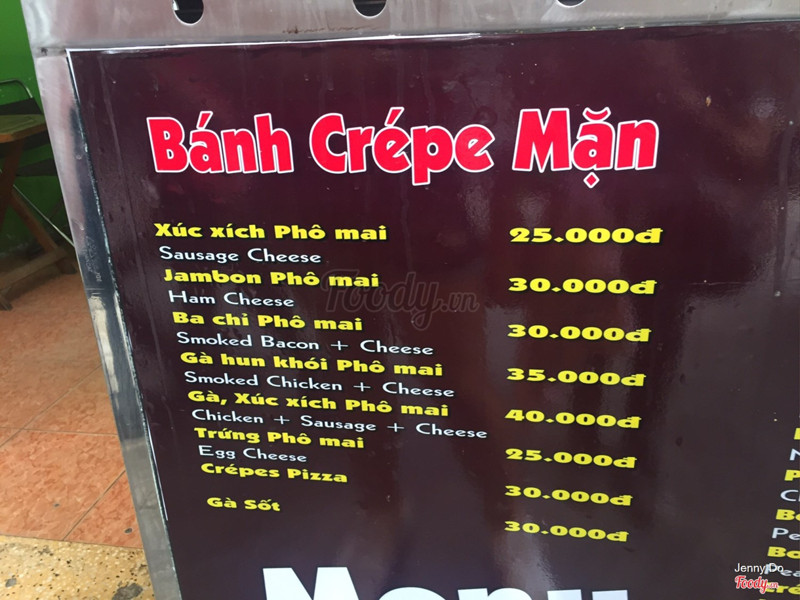 Bánh Crépe Mặn
Xúc xích Phô mai 25.000đ
Sausage Cheese
Jambon Phô mai 30.000đ
Ham Cheese
Foody.vn
Ba chỉ Phô mai 30.000đ
Smoked Bacon + Cheese
Gà hun khói Phô mai 35.000đ
Smoked Chicken + Cheese
Gà, Xúc xích Phô mai 40.000đ
Chicken + Sausage + Cheese
Trứng Phô mai 25.000đ
Egg Cheese
Crépes Pizza 30.000đ
Gà Sốt 30.000đ
Menu
Jenny Do
Foody.vn